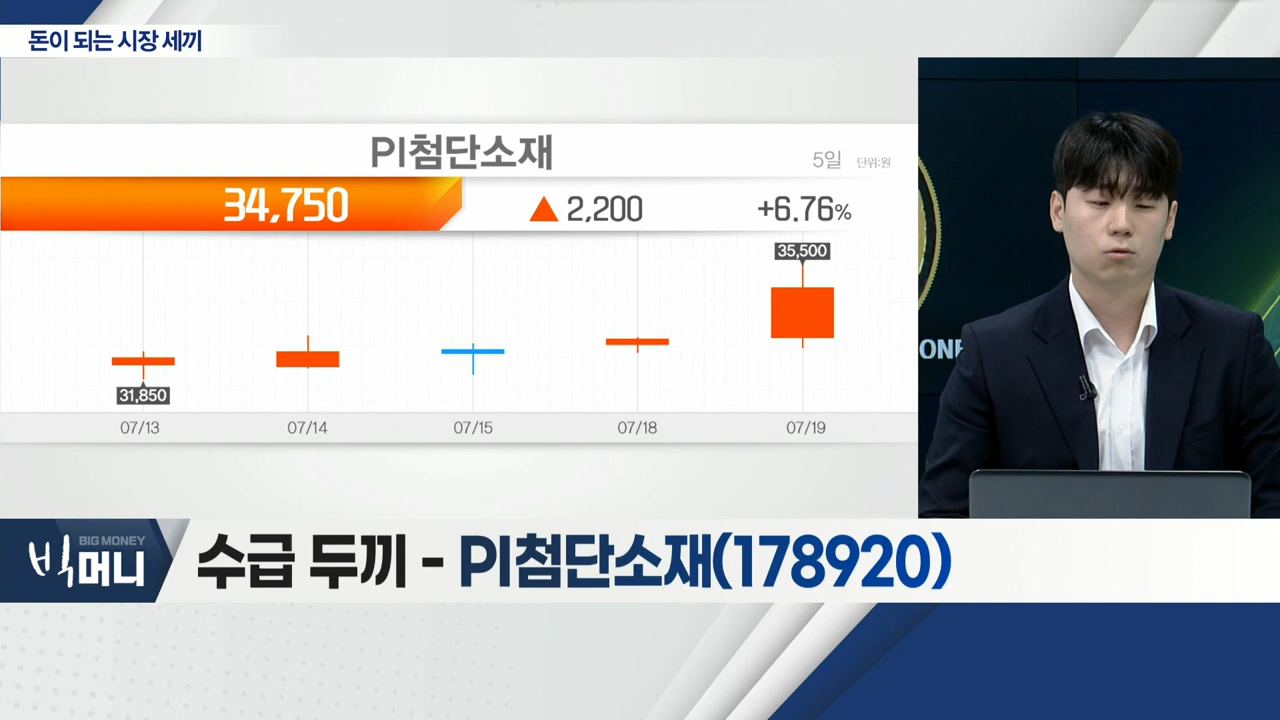 돈이 되는 시장 세끼
PI첨단소재
5일 단위:원
34,750 ▲ 2,200 +6.76%
35,500
31,850
07/13 07/14 07/15 07/18 07/19
ONE
BIG MONEY
빅머니
수급 두끼 - PI첨단소재(178920)